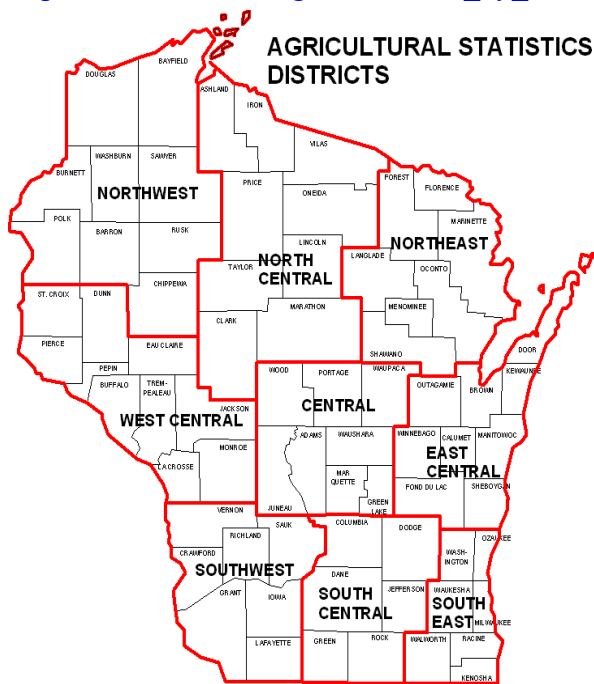 AGRICULTURAL STATISTICS
DISTRICTS
BAYFIELD
DOUGLAS
ASHLAND
IRON
VILAS
WASHBURN
SAWYER
BURNETT
NORTHWEST
PRICE
ONEIDA
FOREST
FLORENCE
POLK
BARRON
RUSK
MARINETTE
NORTHEAST
LINCOLN
NORTH
CENTRAL
TAYLOR
LANGLADE
OCONTO
CHIPPEWA
ST. CROIX
DUNN
CLARK
MARATHON
MENOMINEE
PIERCE
EAU CLAIRE
SHAWANO
DOOR
PEPIN
BUFFALO
TREM-
PEALEAU
WOOD
PORTAGE
WAUPACA
OUTAGAMIE
BROWN
KEWAUNEE
WEST CENTRAL
JACKSON
CENTRAL
MONROE
ADAMS
WAUSHARA
WINNEBAGO
CALUMET
MANITOWOC
EAST
CENTRAL
LA CROSSE
MAR
QUETTE
GREEN
LAKE
FOND DU LAC
SHEBOYGAN
VERNON
JUNEAU
SAUK
COLUMBIA
DODGE
RICHLAND
CRAWFORD
SOUTHWEST
WASH-
INGTON
OZAUKEE
DANE
GRANT
IOWA
SOUTH
CENTRAL
JEFFERSON
WAUKESHA
SOUTH
EAST
MILWAUKEE
LAFAYETTE
GREEN
ROCK
WALWORTH
RACINE
KENOSHA